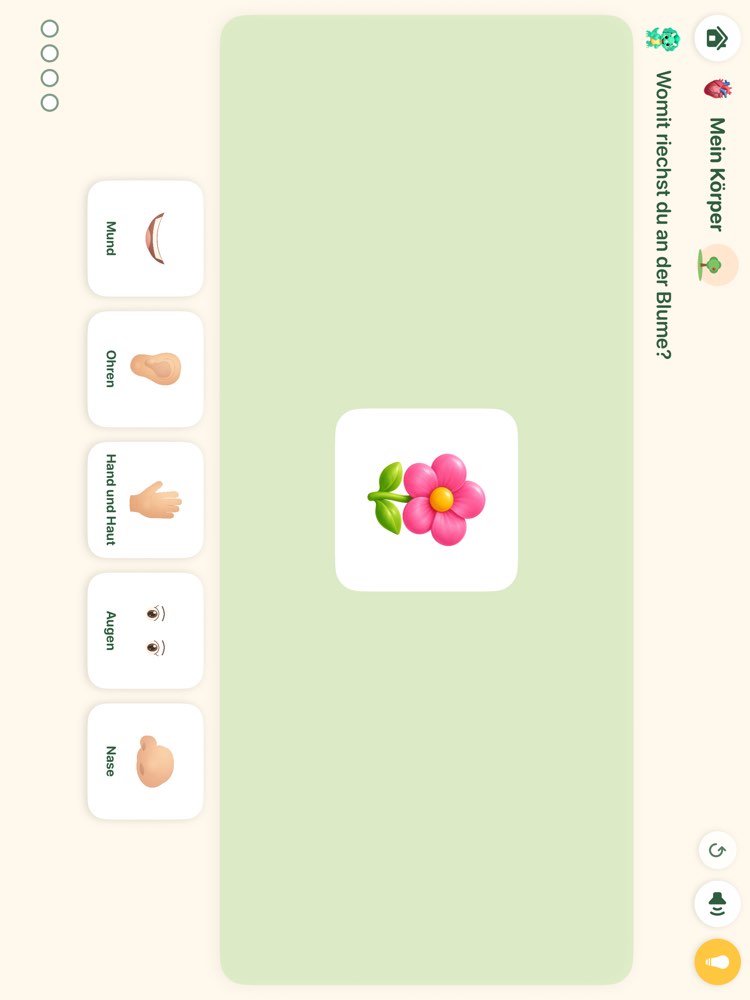 Mein Körper
Womit riechst du an der Blume?
Mund
Ohren
Hand und Haut
Augen
Nase